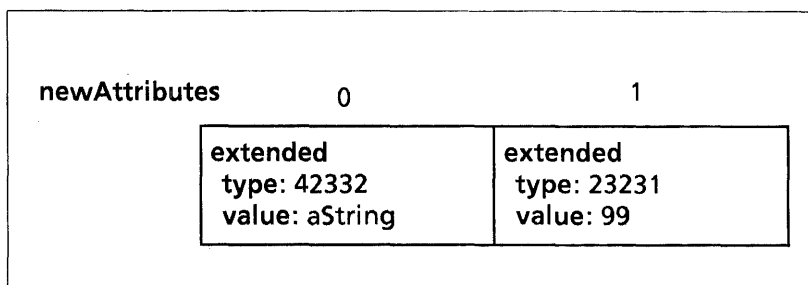 newAttributes 0 1
extended extended
type: 42332 type: 23231
value: aString value: 99